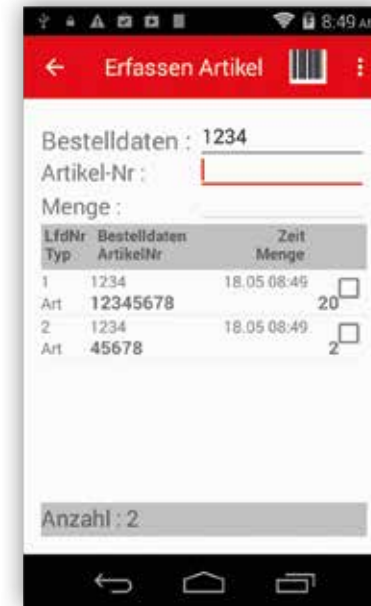 8:49 AM
Erfassen Artikel
Bestelldaten : 1234
Artikel-Nr :
Menge :
LfdNr Bestelldaten Zeit
Typ ArtikelNr Menge
1 1234 18.05 08:49
Art 12345678 20
2 1234 18.05 08:49
Art 45678 2
Anzahl : 2